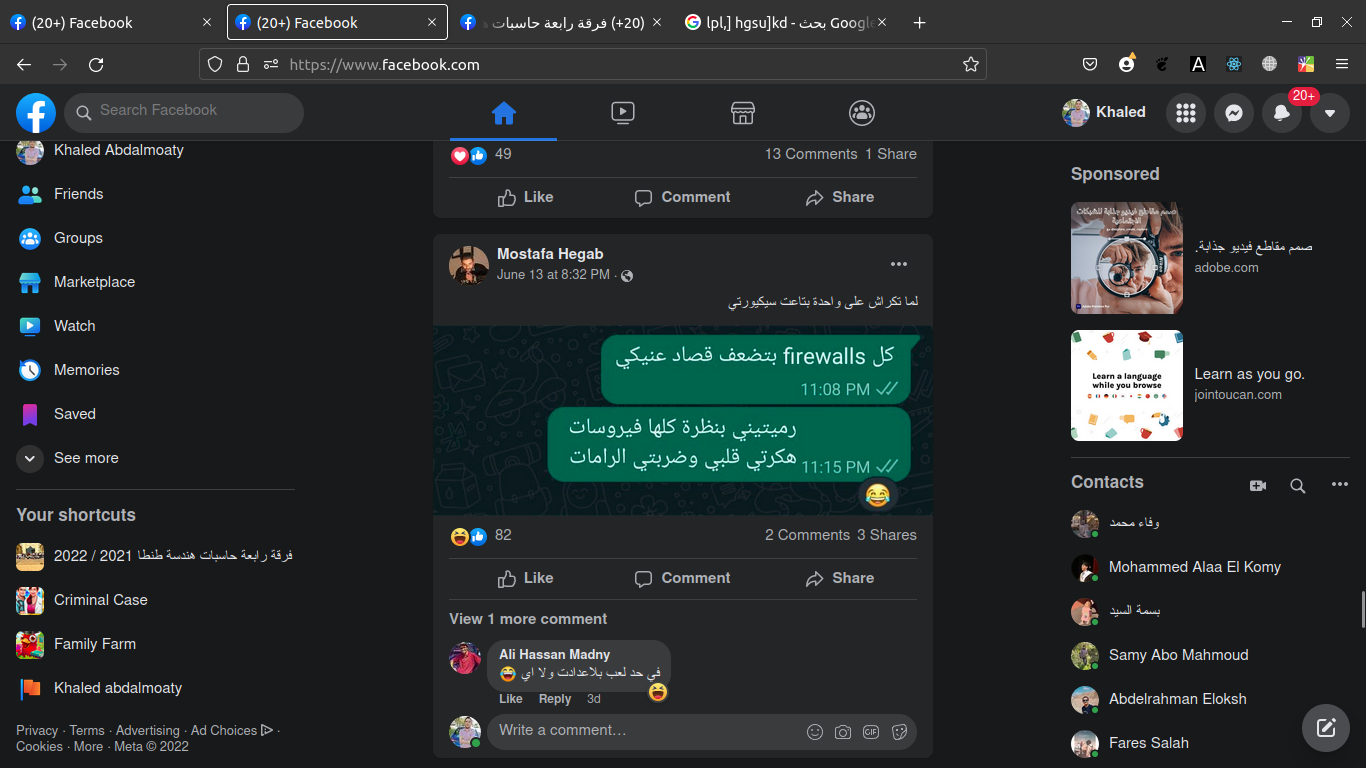 (20+) Facebook
(20+) Facebook
(20+) فرقة رابعة حاسبات
lpl,] hgsu]kd - بحث Google
https://www.facebook.com
Search Facebook
Khaled
20+
Khaled Abdalmoaty
Friends
Groups
Marketplace
Watch
Memories
Saved
See more
Your shortcuts
فرقة رابعة حاسبات هندسة طنطا 2021 / 2022
Criminal Case
Family Farm
Khaled abdalmoaty
Privacy · Terms · Advertising · Ad Choices ·
Cookies · More · Meta © 2022
49
13 Comments 1 Share
Like Comment Share
Mostafa Hegab
June 13 at 8:32 PM ·
لما تكراش على واحدة بتاعت سيكيورتي
كل firewalls بتضعف قصاد عنيكي
11:08 PM
رميتيني بنظرة كلها فيروسات
هكرتي قلبي وضربتي الرامات
11:15 PM
82
2 Comments 3 Shares
Like Comment Share
View 1 more comment
Ali Hassan Madny
في حد لعب بلاعدادت ولا اي 😂
Like Reply 3d
Write a comment…
GIF
Sponsored
صمم مقاطع فيديو جذابة للشبكات
الاجتماعية
صمم مقاطع فيديو جذابة.
adobe.com
Learn a language
while you browse
Learn as you go.
jointoucan.com
Contacts
وفاء محمد
Mohammed Alaa El Komy
بسمة السيد
Samy Abo Mahmoud
Abdelrahman Eloksh
Fares Salah